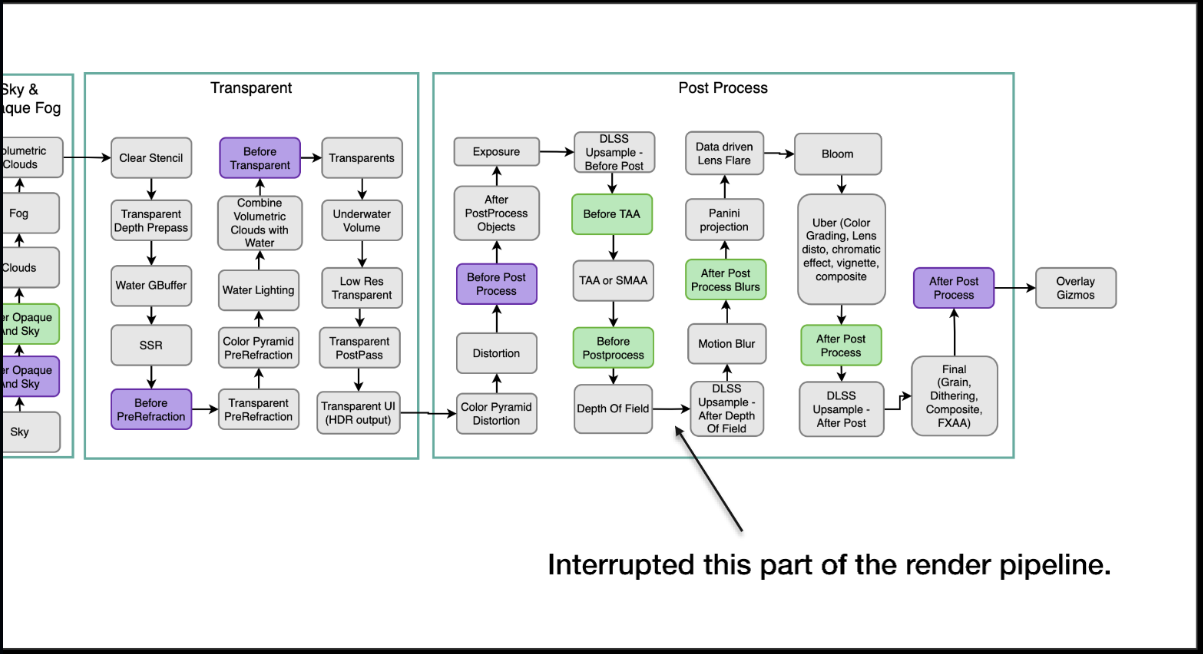 Sky &
aque Fog
olumetric
Clouds
Fog
Clouds
er Opaque
And Sky
er Opaque
And Sky
Sky
Transparent
Clear Stencil
Transparent
Depth Prepass
Water GBuffer
SSR
Before
PreRefraction
Transparent
PreRefraction
Color Pyramid
PreRefraction
Water Lighting
Combine
Volumetric
Clouds with
Water
Before
Transparent
Transparents
Underwater
Volume
Low Res
Transparent
Transparent
PostPass
Transparent UI
(HDR output)
Post Process
Color Pyramid
Distortion
Distortion
Before Post
Process
After
PostProcess
Objects
Exposure
DLSS
Upsample -
Before Post
Before TAA
TAA or SMAA
Before
Postprocess
Depth Of Field
DLSS
Upsample -
After Depth
Of Field
Motion Blur
After Post
Process Blurs
Panini
projection
Data driven
Lens Flare
Bloom
Uber (Color
Grading, Lens
disto, chromatic
effect, vignette,
composite
After Post
Process
DLSS
Upsample -
After Post
Final
(Grain,
Dithering,
Composite,
FXAA)
After Post
Process
Overlay
Gizmos
Interrupted this part of the render pipeline.